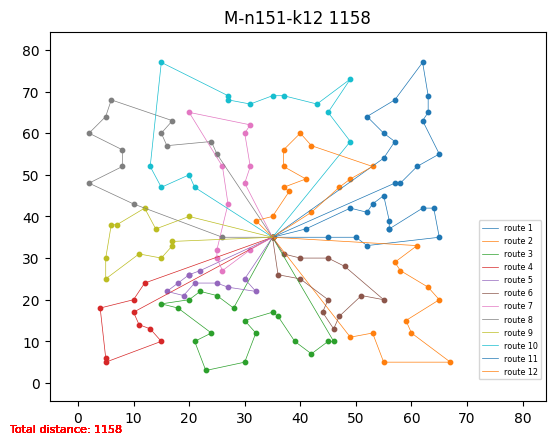 M-n151-k12 1158
80
70
60
50
40
30
20
10
0
route 1
route 2
route 3
route 4
route 5
route 6
route 7
route 8
route 9
route 10
route 11
route 12
0 10 20 30 40 50 60 70 80
Total distance: 1158